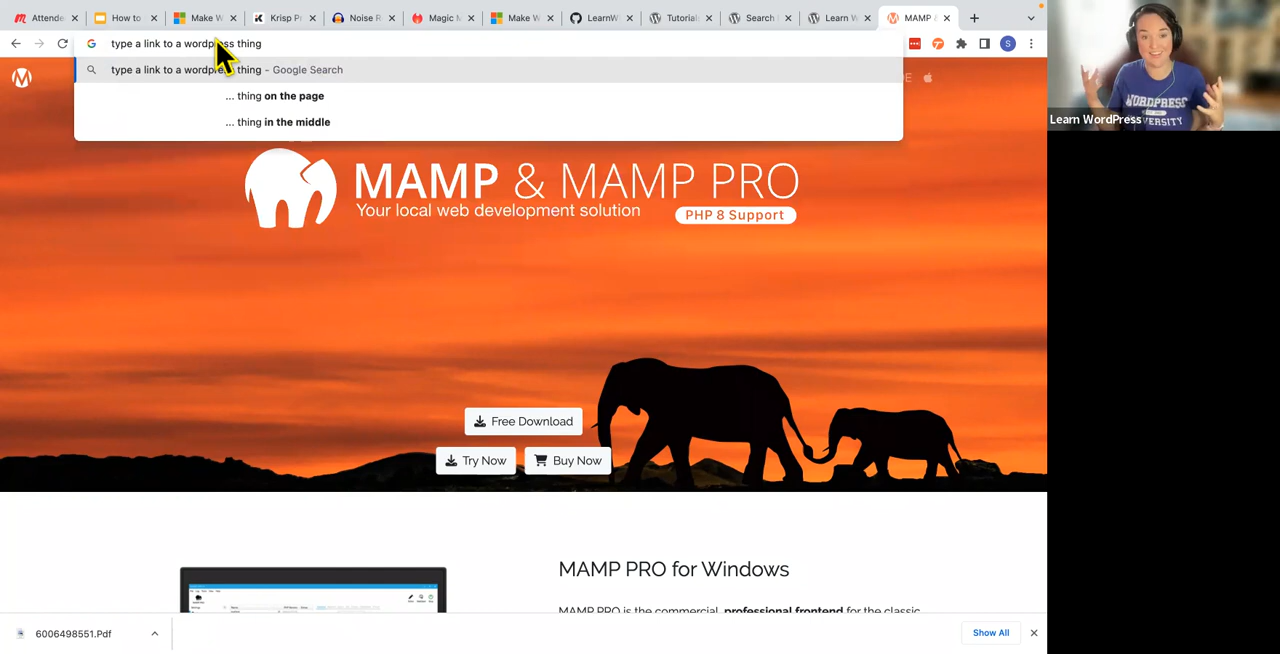 Attende
How to
Make W
Krisp P
Noise R
Magic M
Make W
LearnW
Tutorial
Search
Learn W
MAMP &
type a link to a wordpress thing
S
type a link to a wordpress thing - Google Search
... thing on the page
... thing in the middle
MAMP & MAMP PRO
Your local web development solution
PHP 8 Support
Free Download
Try Now
Buy Now
MAMP PRO for Windows
MAMP PRO is the commercial, professional frontend for the classic
6006498551.Pdf
Show All
WORDPRESS
Learn WordPress